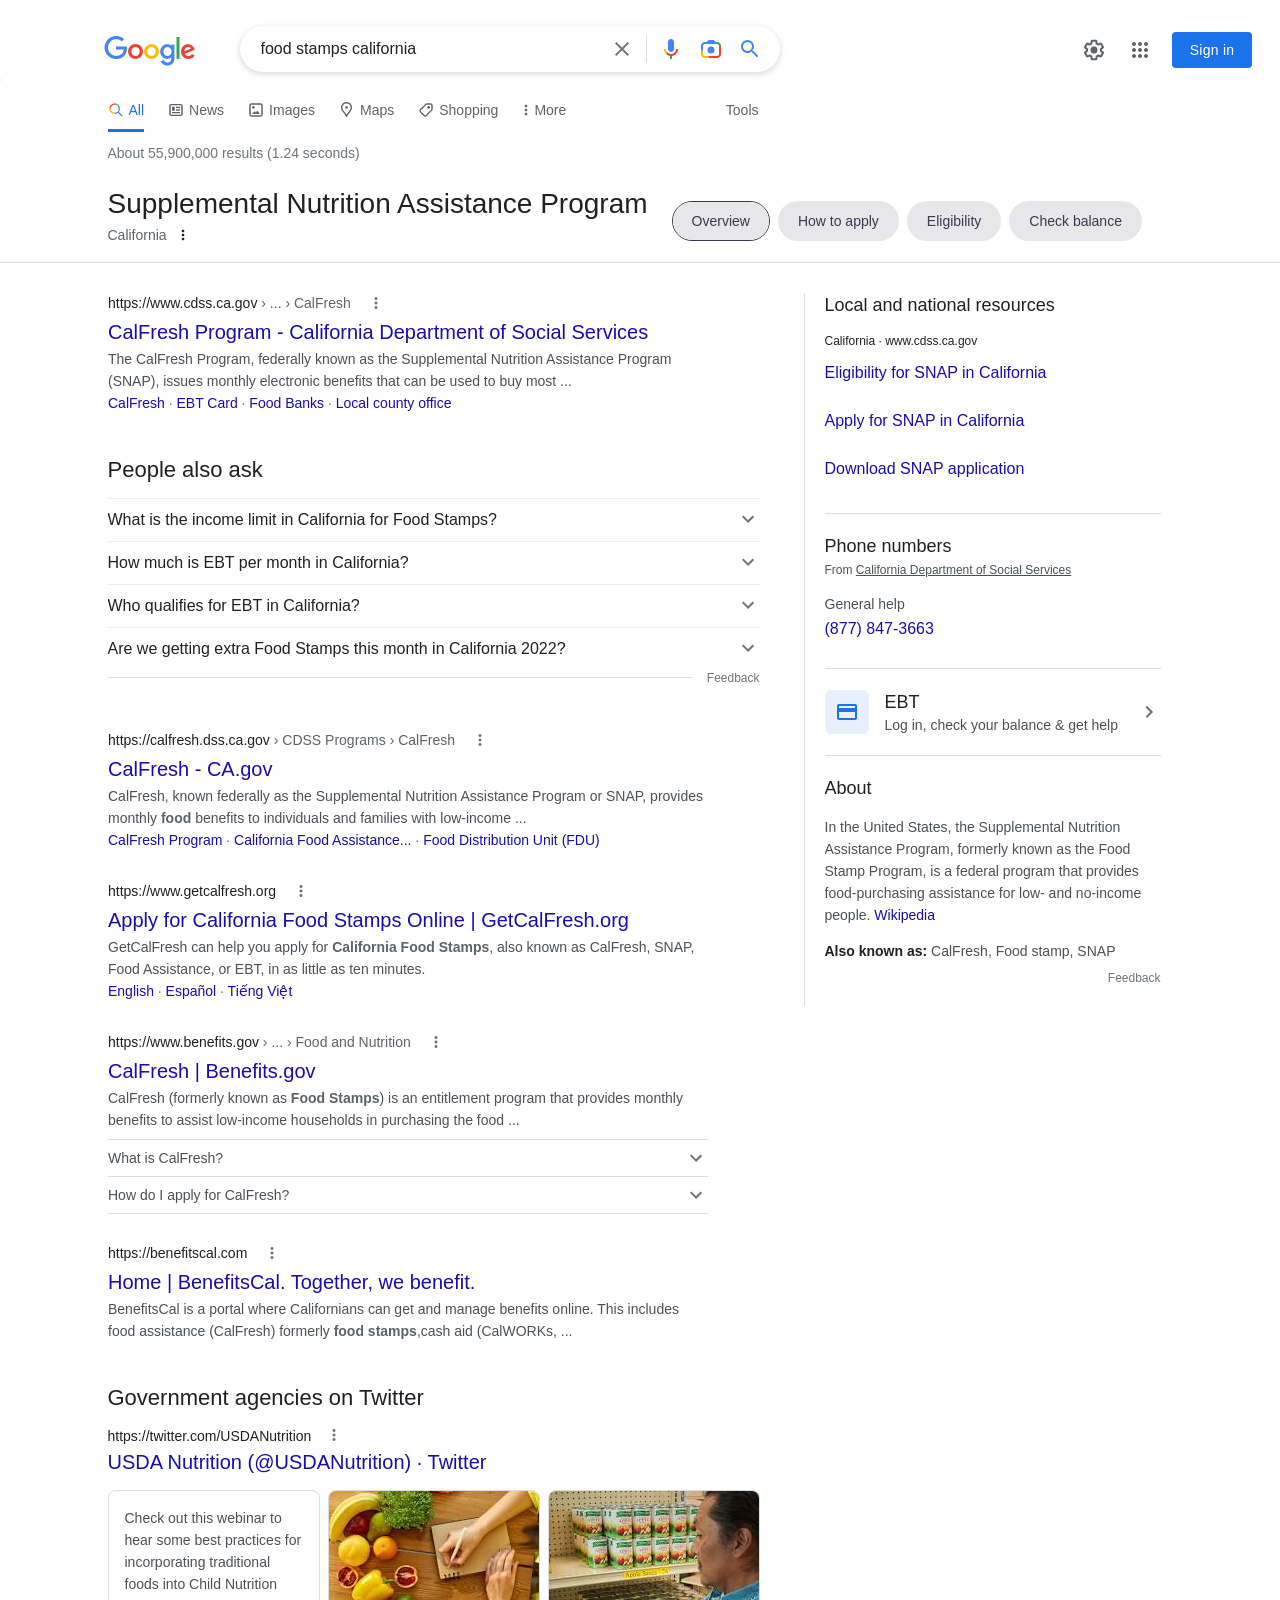 Google
food stamps california
Sign in
All
News
Images
Maps
Shopping
More
Tools
About 55,900,000 results (1.24 seconds)
Supplemental Nutrition Assistance Program
California
Overview
How to apply
Eligibility
Check balance
https://www.cdss.ca.gov › ... › CalFresh
CalFresh Program - California Department of Social Services
The CalFresh Program, federally known as the Supplemental Nutrition Assistance Program
(SNAP), issues monthly electronic benefits that can be used to buy most ...
CalFresh · EBT Card · Food Banks · Local county office
People also ask
What is the income limit in California for Food Stamps?
How much is EBT per month in California?
Who qualifies for EBT in California?
Are we getting extra Food Stamps this month in California 2022?
Feedback
https://calfresh.dss.ca.gov › CDSS Programs › CalFresh
CalFresh - CA.gov
CalFresh, known federally as the Supplemental Nutrition Assistance Program or SNAP, provides
monthly food benefits to individuals and families with low-income ...
CalFresh Program · California Food Assistance... · Food Distribution Unit (FDU)
https://www.getcalfresh.org
Apply for California Food Stamps Online | GetCalFresh.org
GetCalFresh can help you apply for California Food Stamps, also known as CalFresh, SNAP,
Food Assistance, or EBT, in as little as ten minutes.
English · Español · Tiếng Việt
https://www.benefits.gov › ... › Food and Nutrition
CalFresh | Benefits.gov
CalFresh (formerly known as Food Stamps) is an entitlement program that provides monthly
benefits to assist low-income households in purchasing the food ...
What is CalFresh?
How do I apply for CalFresh?
https://benefitscal.com
Home | BenefitsCal. Together, we benefit.
BenefitsCal is a portal where Californians can get and manage benefits online. This includes
food assistance (CalFresh) formerly food stamps,cash aid (CalWORKs, ...
Government agencies on Twitter
https://twitter.com/USDANutrition
USDA Nutrition (@USDANutrition) · Twitter
Check out this webinar to
hear some best practices for
incorporating traditional
foods into Child Nutrition
Local and national resources
California · www.cdss.ca.gov
Eligibility for SNAP in California
Apply for SNAP in California
Download SNAP application
Phone numbers
From California Department of Social Services
General help
(877) 847-3663
EBT
Log in, check your balance & get help
About
In the United States, the Supplemental Nutrition
Assistance Program, formerly known as the Food
Stamp Program, is a federal program that provides
food-purchasing assistance for low- and no-income
people. Wikipedia
Also known as: CalFresh, Food stamp, SNAP
Feedback